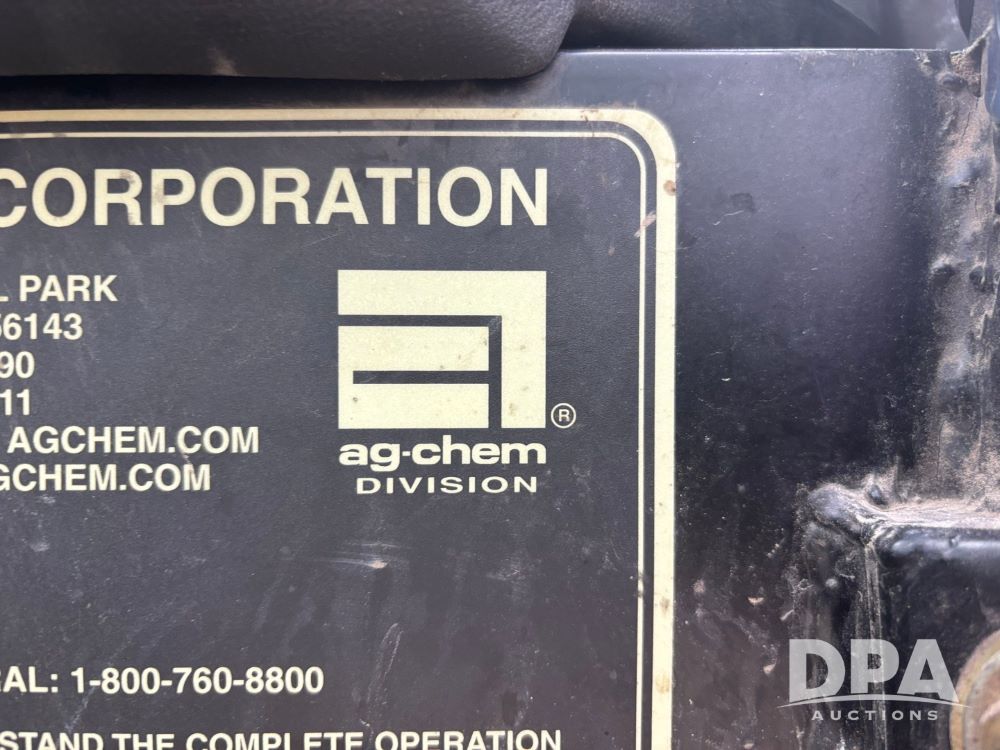 CORPORATION
L PARK
56143
90
11
AGCHEM.COM
GCHEM.COM
®
ag-chem
DIVISION
RAL: 1-800-760-8800
STAND THE COMPLETE OPERATION
DPA
AUCTIONS